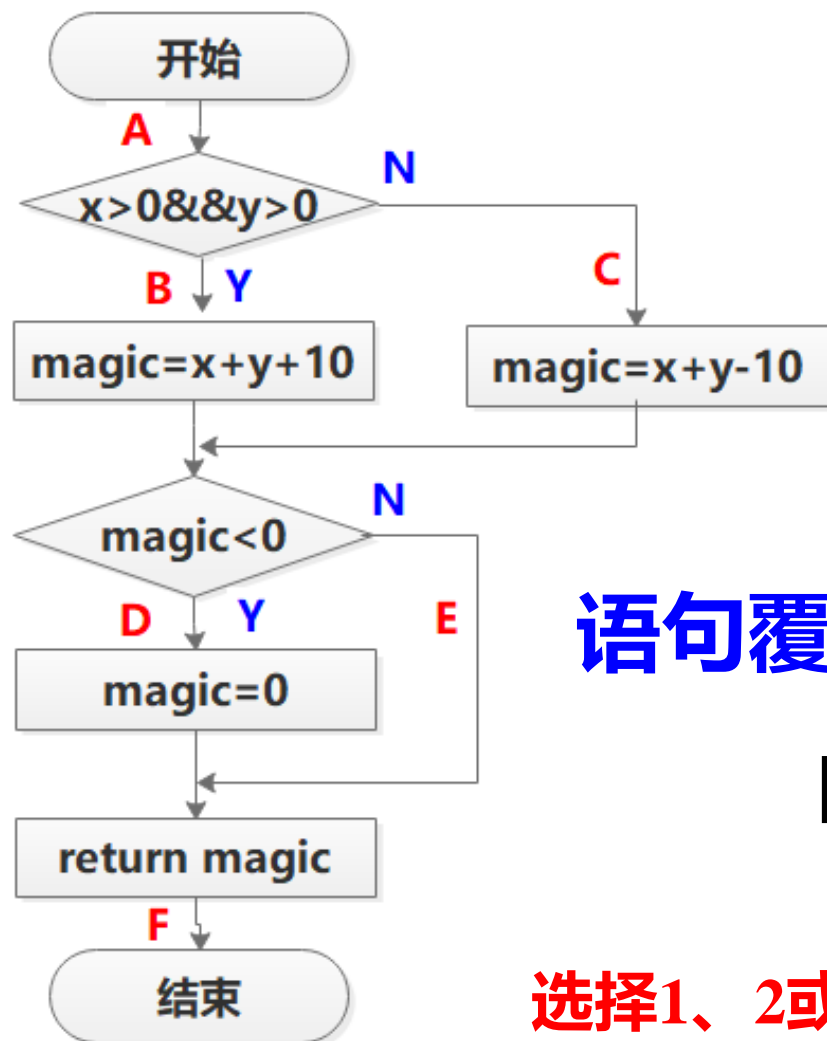 开始
A
N
x>0&&y>0
B Y
C
magic=x+y+10
magic=x+y-10
N
magic<0
D Y
E
语句覆
magic=0
return magic
F
结束
选择1、2或